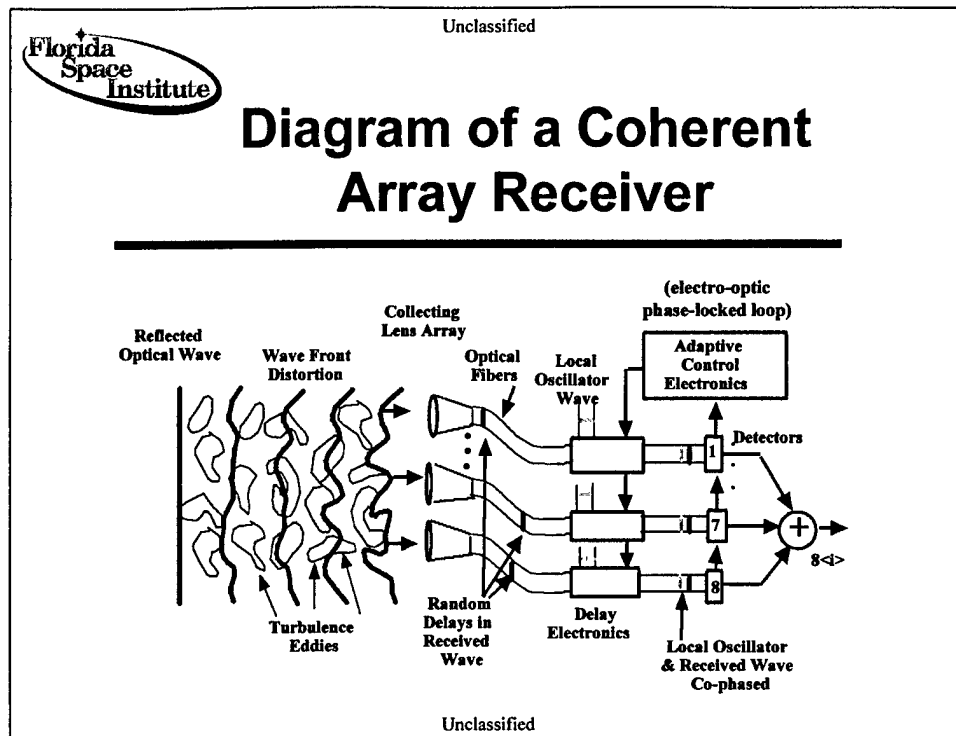 Unclassified
Florida
Space
Institute
Diagram of a Coherent
Array Receiver
(electro-optic
phase-locked loop)
Collecting
Lens Array
Reflected
Optical Wave
Wave Front
Distortion
Optical
Fibers
Local
Oscillator
Wave
Adaptive
Control
Electronics
Detectors
1
7
8
8<i>
Turbulence
Eddies
Random
Delays in
Received
Wave
Delay
Electronics
Local Oscillator
& Received Wave
Co-phased
+
Unclassified